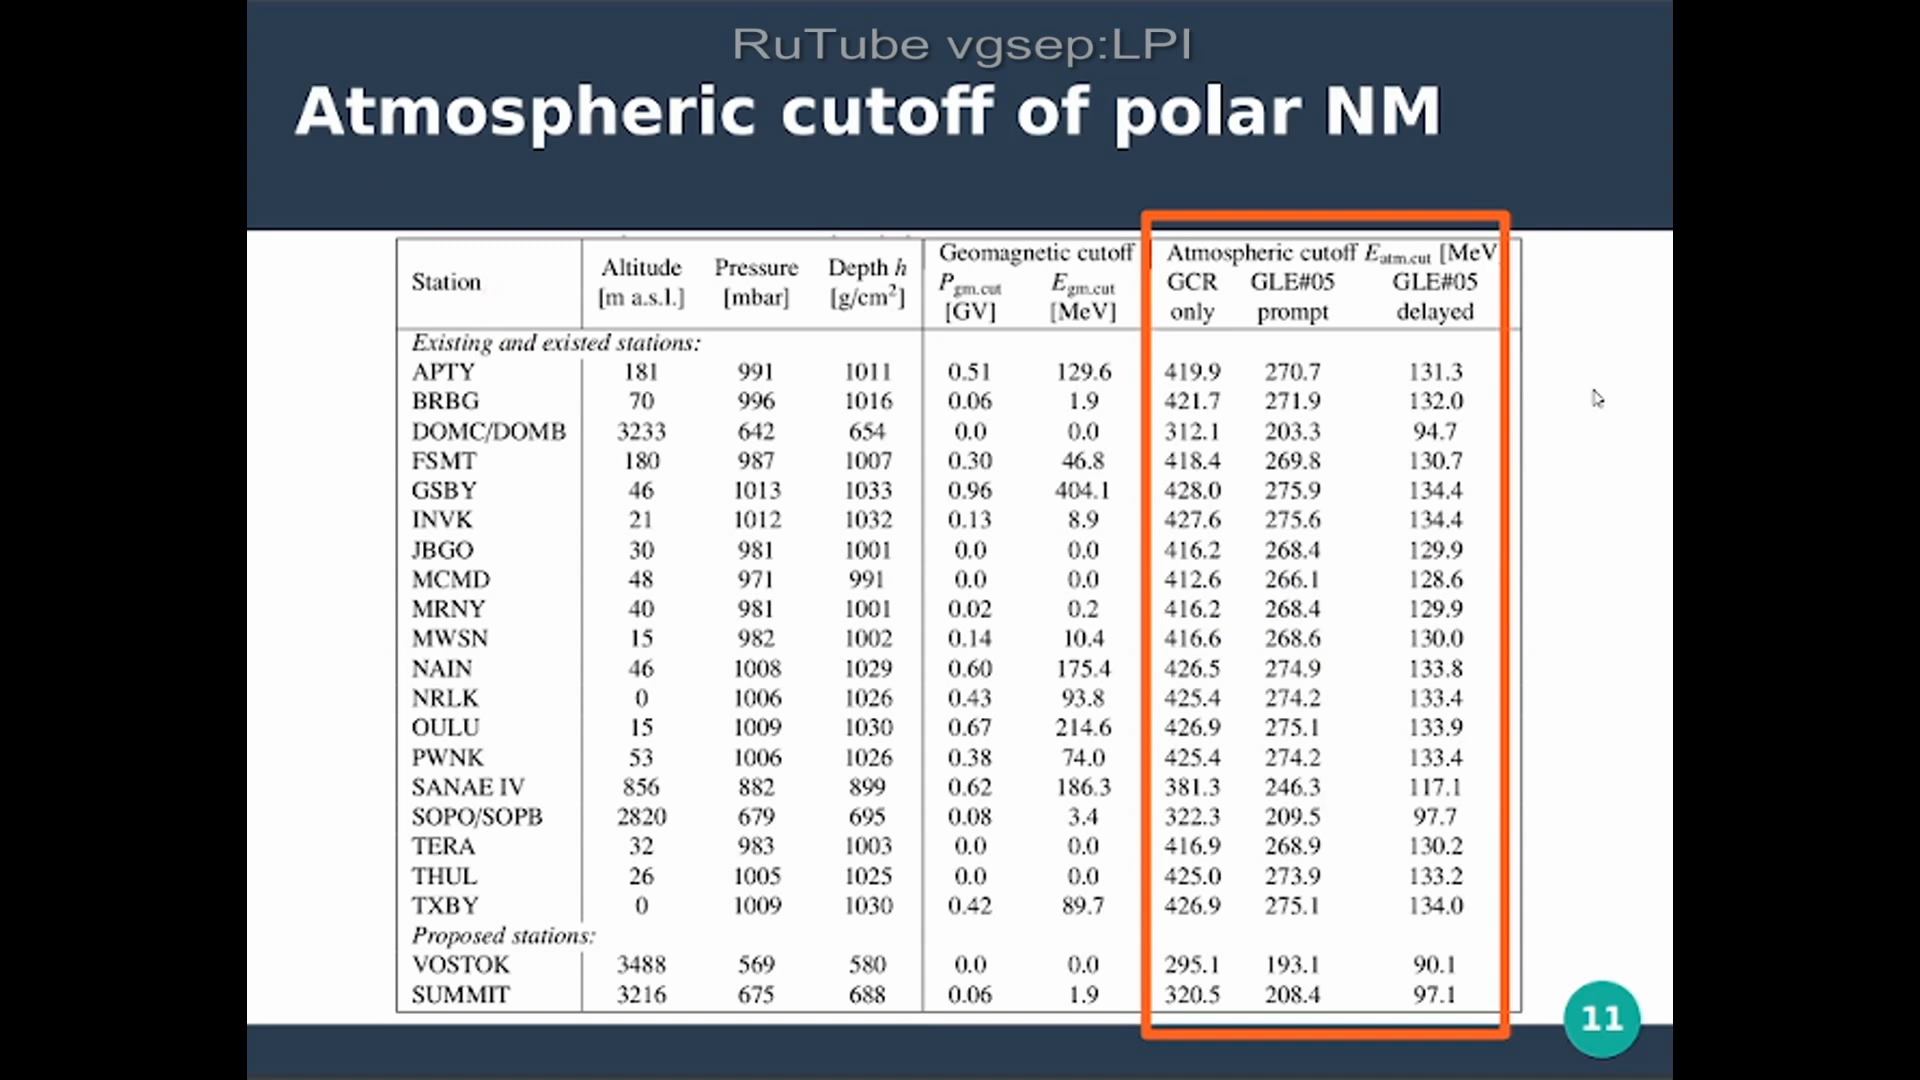 RuTube vgsep:LPI
Atmospheric cutoff of polar NM
Station Altitude [m a.s.l.] Pressure [mbar] Depth h [g/cm²] Geomagnetic cutoff Atmospheric cutoff E_atm.cut [MeV
P_gm.cut [GV] E_gm.cut [MeV] GCR only GLE#05 prompt GLE#05 delayed
Existing and existed stations:
APTY 181 991 1011 0.51 129.6 419.9 270.7 131.3
BRBG 70 996 1016 0.06 1.9 421.7 271.9 132.0
DOMC/DOMB 3233 642 654 0.0 0.0 312.1 203.3 94.7
FSMT 180 987 1007 0.30 46.8 418.4 269.8 130.7
GSBY 46 1013 1033 0.96 404.1 428.0 275.9 134.4
INVK 21 1012 1032 0.13 8.9 427.6 275.6 134.4
JBGO 30 981 1001 0.0 0.0 416.2 268.4 129.9
MCMD 48 971 991 0.0 0.0 412.6 266.1 128.6
MRNY 40 981 1001 0.02 0.2 416.2 268.4 129.9
MWSN 15 982 1002 0.14 10.4 416.6 268.6 130.0
NAIN 46 1008 1029 0.60 175.4 426.5 274.9 133.8
NRLK 0 1006 1026 0.43 93.8 425.4 274.2 133.4
OULU 15 1009 1030 0.67 214.6 426.9 275.1 133.9
PWNK 53 1006 1026 0.38 74.0 425.4 274.2 133.4
SANAE IV 856 882 899 0.62 186.3 381.3 246.3 117.1
SOPO/SOPB 2820 679 695 0.08 3.4 322.3 209.5 97.7
TERA 32 983 1003 0.0 0.0 416.9 268.9 130.2
THUL 26 1005 1025 0.0 0.0 425.0 273.9 133.2
TXBY 0 1009 1030 0.42 89.7 426.9 275.1 134.0
Proposed stations:
VOSTOK 3488 569 580 0.0 0.0 295.1 193.1 90.1
SUMMIT 3216 675 688 0.06 1.9 320.5 208.4 97.1
11